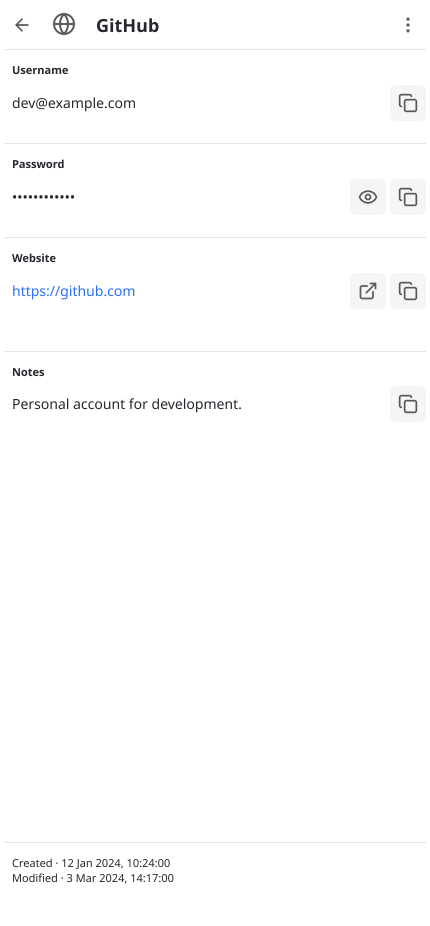 GitHub
Username
dev@example.com
Password
••••••••••••
Website
https://github.com
Notes
Personal account for development.
Created · 12 Jan 2024, 10:24:00
Modified · 3 Mar 2024, 14:17:00